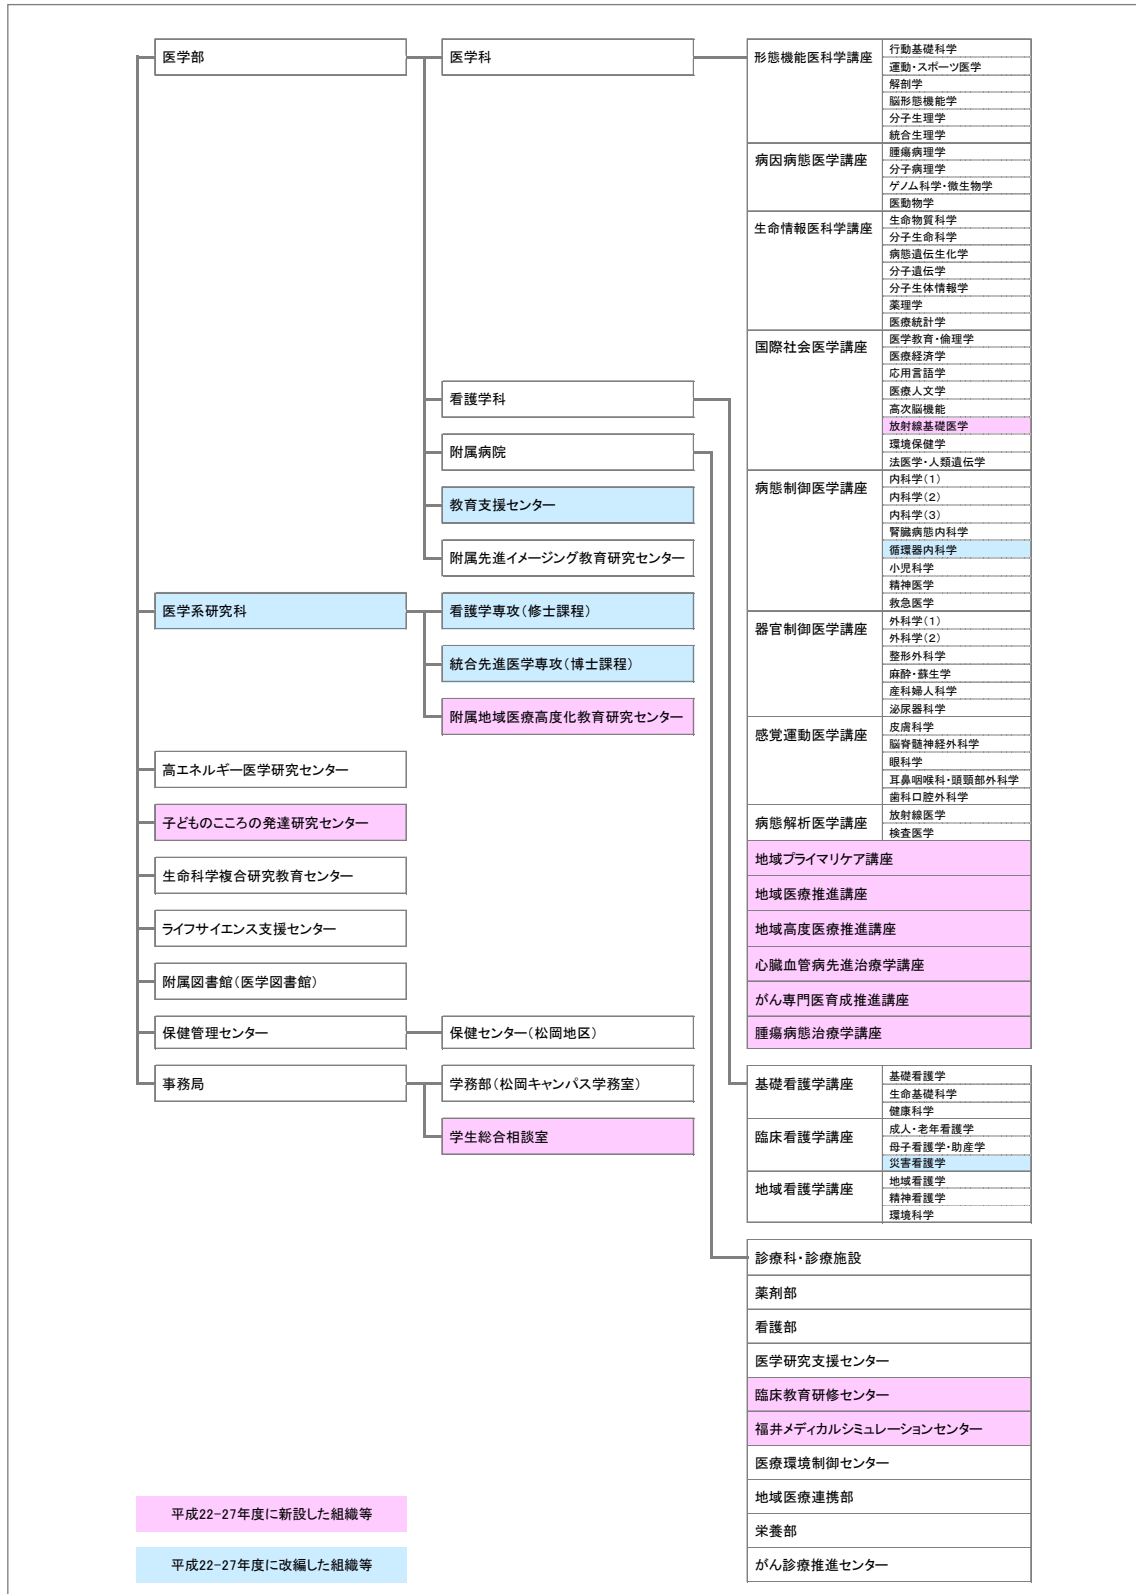 医学部
医学科
形態機能医科学講座
行動基礎科学
運動・スポーツ医学
解剖学
脳形態機能学
分子生理学
統合生理学
病因病態医学講座
腫瘍病理学
分子病理学
ゲノム科学・微生物学
医動物学
生命情報医科学講座
生命物質科学
分子生命科学
病態遺伝生化学
分子遺伝学
分子生体情報学
薬理学
医療統計学
国際社会医学講座
医学教育・倫理学
医療経済学
応用言語学
医療人文学
高次脳機能
放射線基礎医学
環境保健学
法医学・人類遺伝学
病態制御医学講座
内科学(1)
内科学(2)
内科学(3)
腎臓病態内科学
循環器内科学
小児科学
精神医学
救急医学
器官制御医学講座
外科学(1)
外科学(2)
整形外科学
麻酔・蘇生学
産科婦人科学
泌尿器科学
感覚運動医学講座
皮膚科学
脳脊髄神経外科学
眼科学
耳鼻咽喉科・頭頸部外科学
歯科口腔外科学
病態解析医学講座
放射線医学
検査医学
地域プライマリケア講座
地域医療推進講座
地域高度医療推進講座
心臓血管病先進治療学講座
がん専門医育成推進講座
腫瘍病態治療学講座
看護学科
附属病院
教育支援センター
附属先進イメージング教育研究センター
医学系研究科
看護学専攻(修士課程)
統合先進医学専攻(博士課程)
附属地域医療高度化教育研究センター
高エネルギー医学研究センター
子どものこころの発達研究センター
生命科学複合研究教育センター
ライフサイエンス支援センター
附属図書館(医学図書館)
保健管理センター
保健センター(松岡地区)
事務局
学務部(松岡キャンパス学務室)
学生総合相談室
基礎看護学講座
基礎看護学
生命基礎科学
健康科学
臨床看護学講座
成人・老年看護学
母子看護学・助産学
災害看護学
地域看護学講座
地域看護学
精神看護学
環境科学
診療科・診療施設
薬剤部
看護部
医学研究支援センター
臨床教育研修センター
福井メディカルシミュレーションセンター
医療環境制御センター
地域医療連携部
栄養部
がん診療推進センター
平成22-27年度に新設した組織等
平成22-27年度に改編した組織等